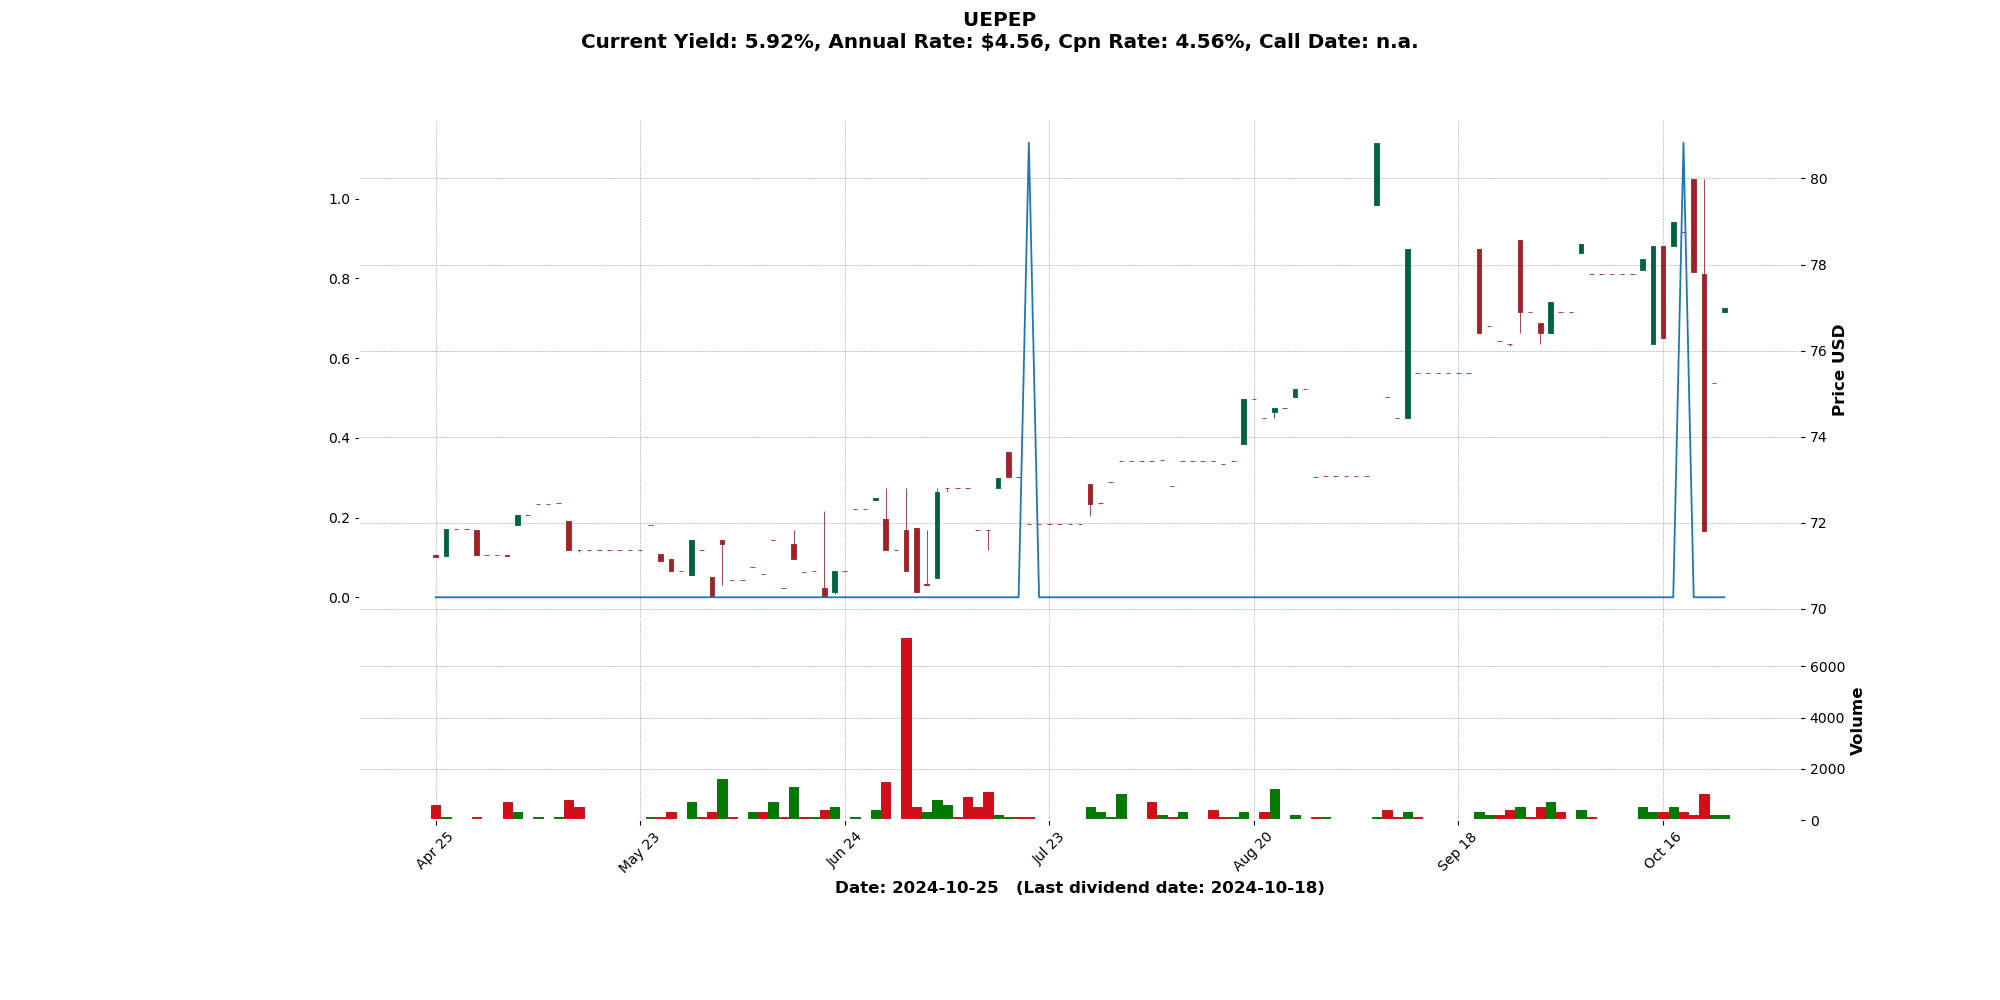 UEPEP
Current Yield: 5.92%, Annual Rate: $4.56, Cpn Rate: 4.56%, Call Date: n.a.
1.0
0.8
0.6
0.4
0.2
0.0
80
78
76
74
72
70
Price USD
6000
4000
2000
0
Volume
Apr 25
May 23
Jun 24
Jul 23
Aug 20
Sep 18
Oct 16
Date: 2024-10-25 (Last dividend date: 2024-10-18)